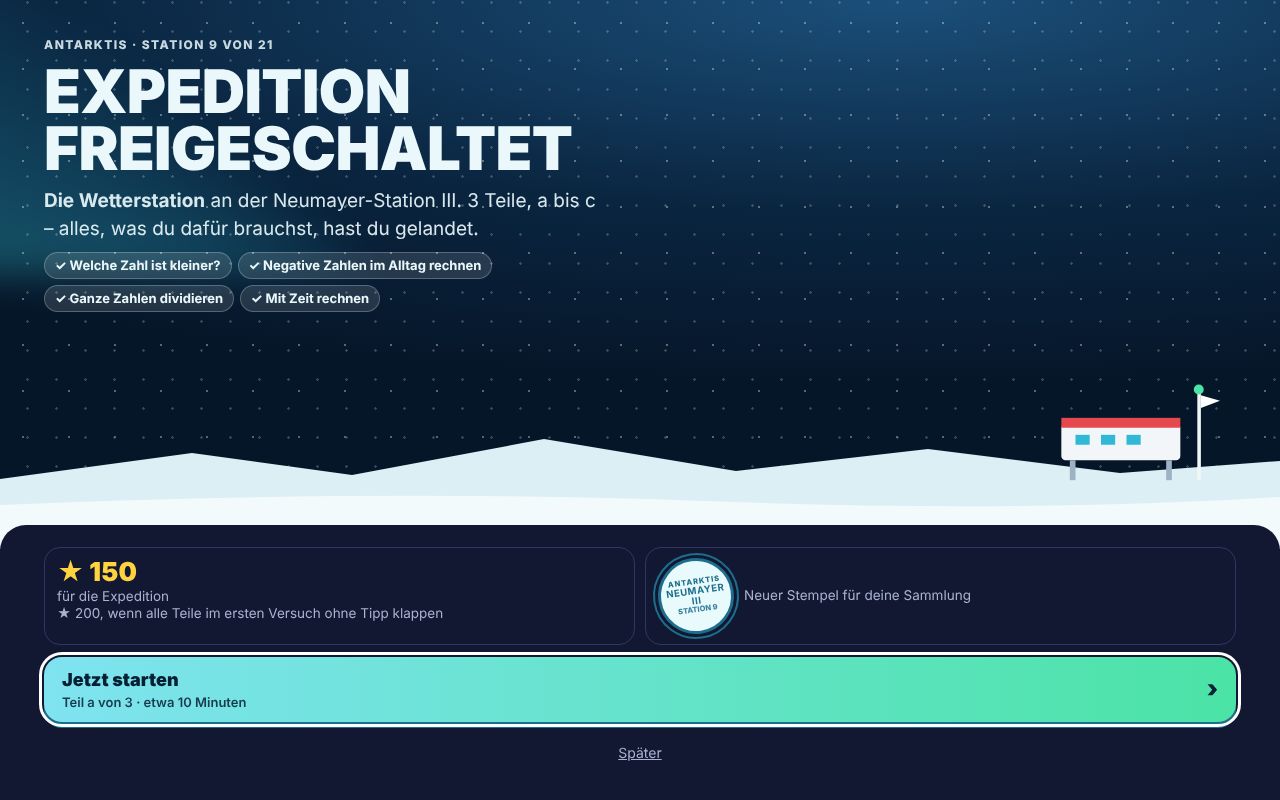 ANTARKTIS · STATION 9 VON 21
EXPEDITION
FREIGESCHALTET
Die Wetterstation an der Neumayer-Station III. 3 Teile, a bis c
– alles, was du dafür brauchst, hast du gelandet.
✓ Welche Zahl ist kleiner? ✓ Negative Zahlen im Alltag rechnen
✓ Ganze Zahlen dividieren ✓ Mit Zeit rechnen
★ 150
für die Expedition
★ 200, wenn alle Teile im ersten Versuch ohne Tipp klappen
ANTARKTIS
NEUMAYER
III
STATION 9
Neuer Stempel für deine Sammlung
Jetzt starten
Teil a von 3 · etwa 10 Minuten
›
Später